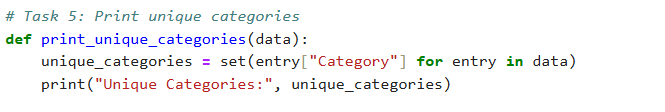 # Task 5: Print unique categories
def print_unique_categories(data):
    unique_categories = set(entry["Category"] for entry in data)
    print("Unique Categories:", unique_categories)